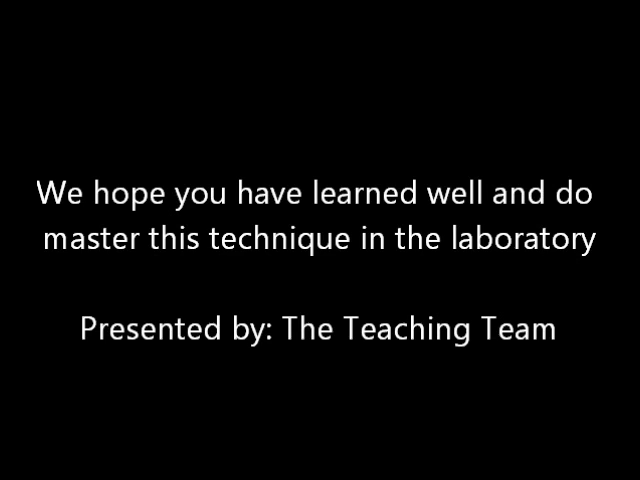 We hope you have learned well and do
master this technique in the laboratory
Presented by: The Teaching Team